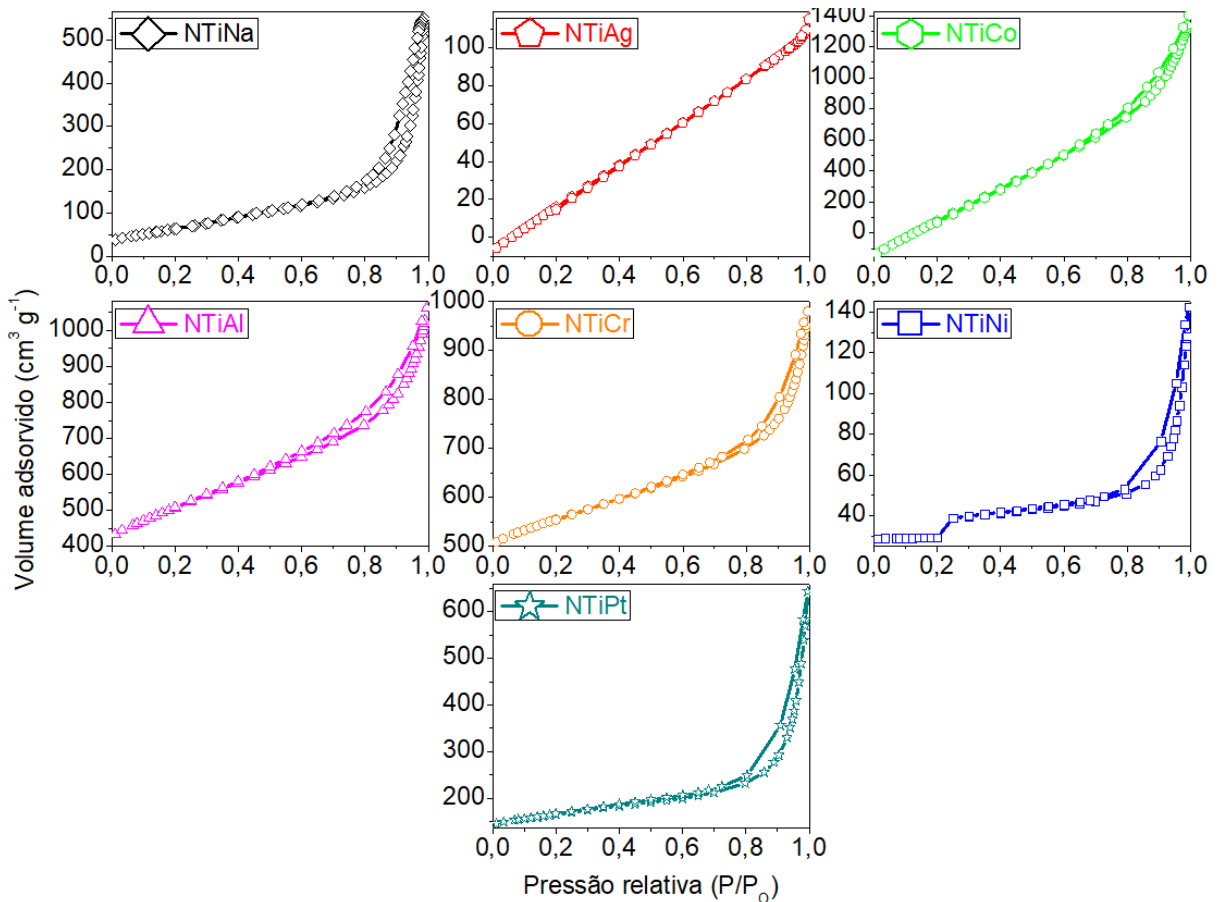 NTiNa
NTiAg
NTiCo
500
400
300
200
100
0
100
80
60
40
20
0
1400
1200
1000
800
600
400
200
0
0,0 0,2 0,4 0,6 0,8 1,0
0,0 0,2 0,4 0,6 0,8 1,0
0,0 0,2 0,4 0,6 0,8 1,0
Volume adsorvido (cm³ g⁻¹)
NTiAl
NTiCr
NTiNi
1000
900
800
700
600
500
400
1000
900
800
700
600
500
140
120
100
80
60
40
0,0 0,2 0,4 0,6 0,8 1,0
0,0 0,2 0,4 0,6 0,8 1,0
0,0 0,2 0,4 0,6 0,8 1,0
NTiPt
600
500
400
300
200
0,0 0,2 0,4 0,6 0,8 1,0
Pressão relativa (P/P₀)